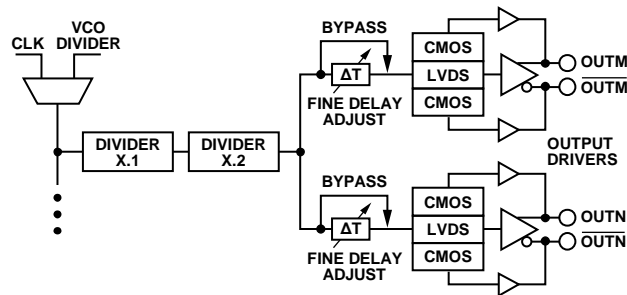 CLK
VCO
DIVIDER
DIVIDER
X.1
DIVIDER
X.2
BYPASS
ΔT
FINE DELAY
ADJUST
CMOS
LVDS
CMOS
OUTM
OUTM
OUTPUT
DRIVERS
BYPASS
ΔT
FINE DELAY
ADJUST
CMOS
LVDS
CMOS
OUTN
OUTN